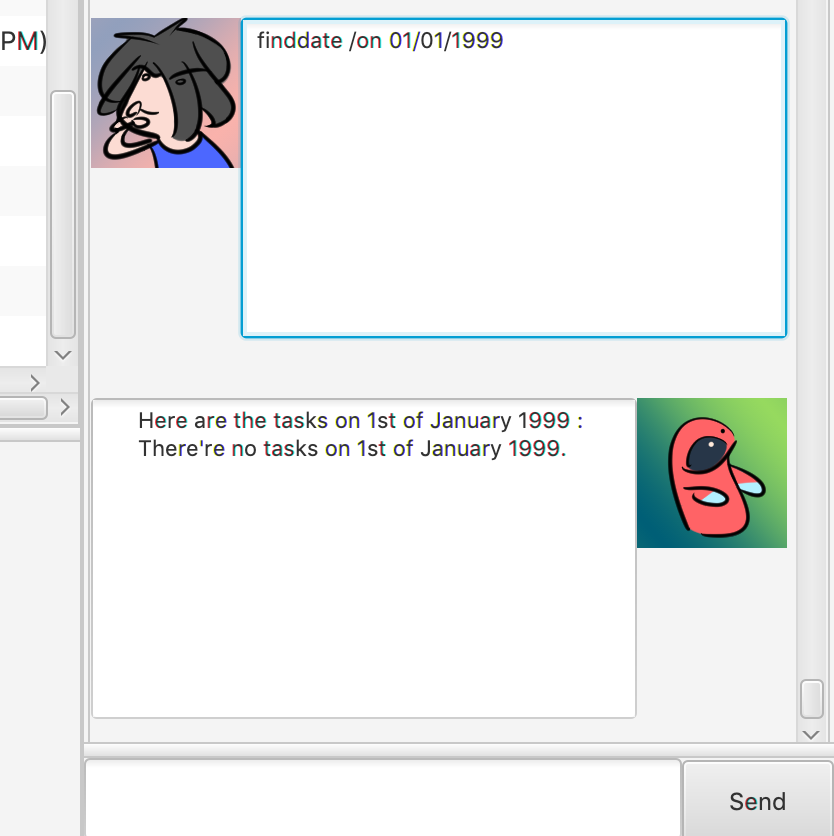 PM)
finddate /on 01/01/1999
Here are the tasks on 1st of January 1999 :
There're no tasks on 1st of January 1999.
Send